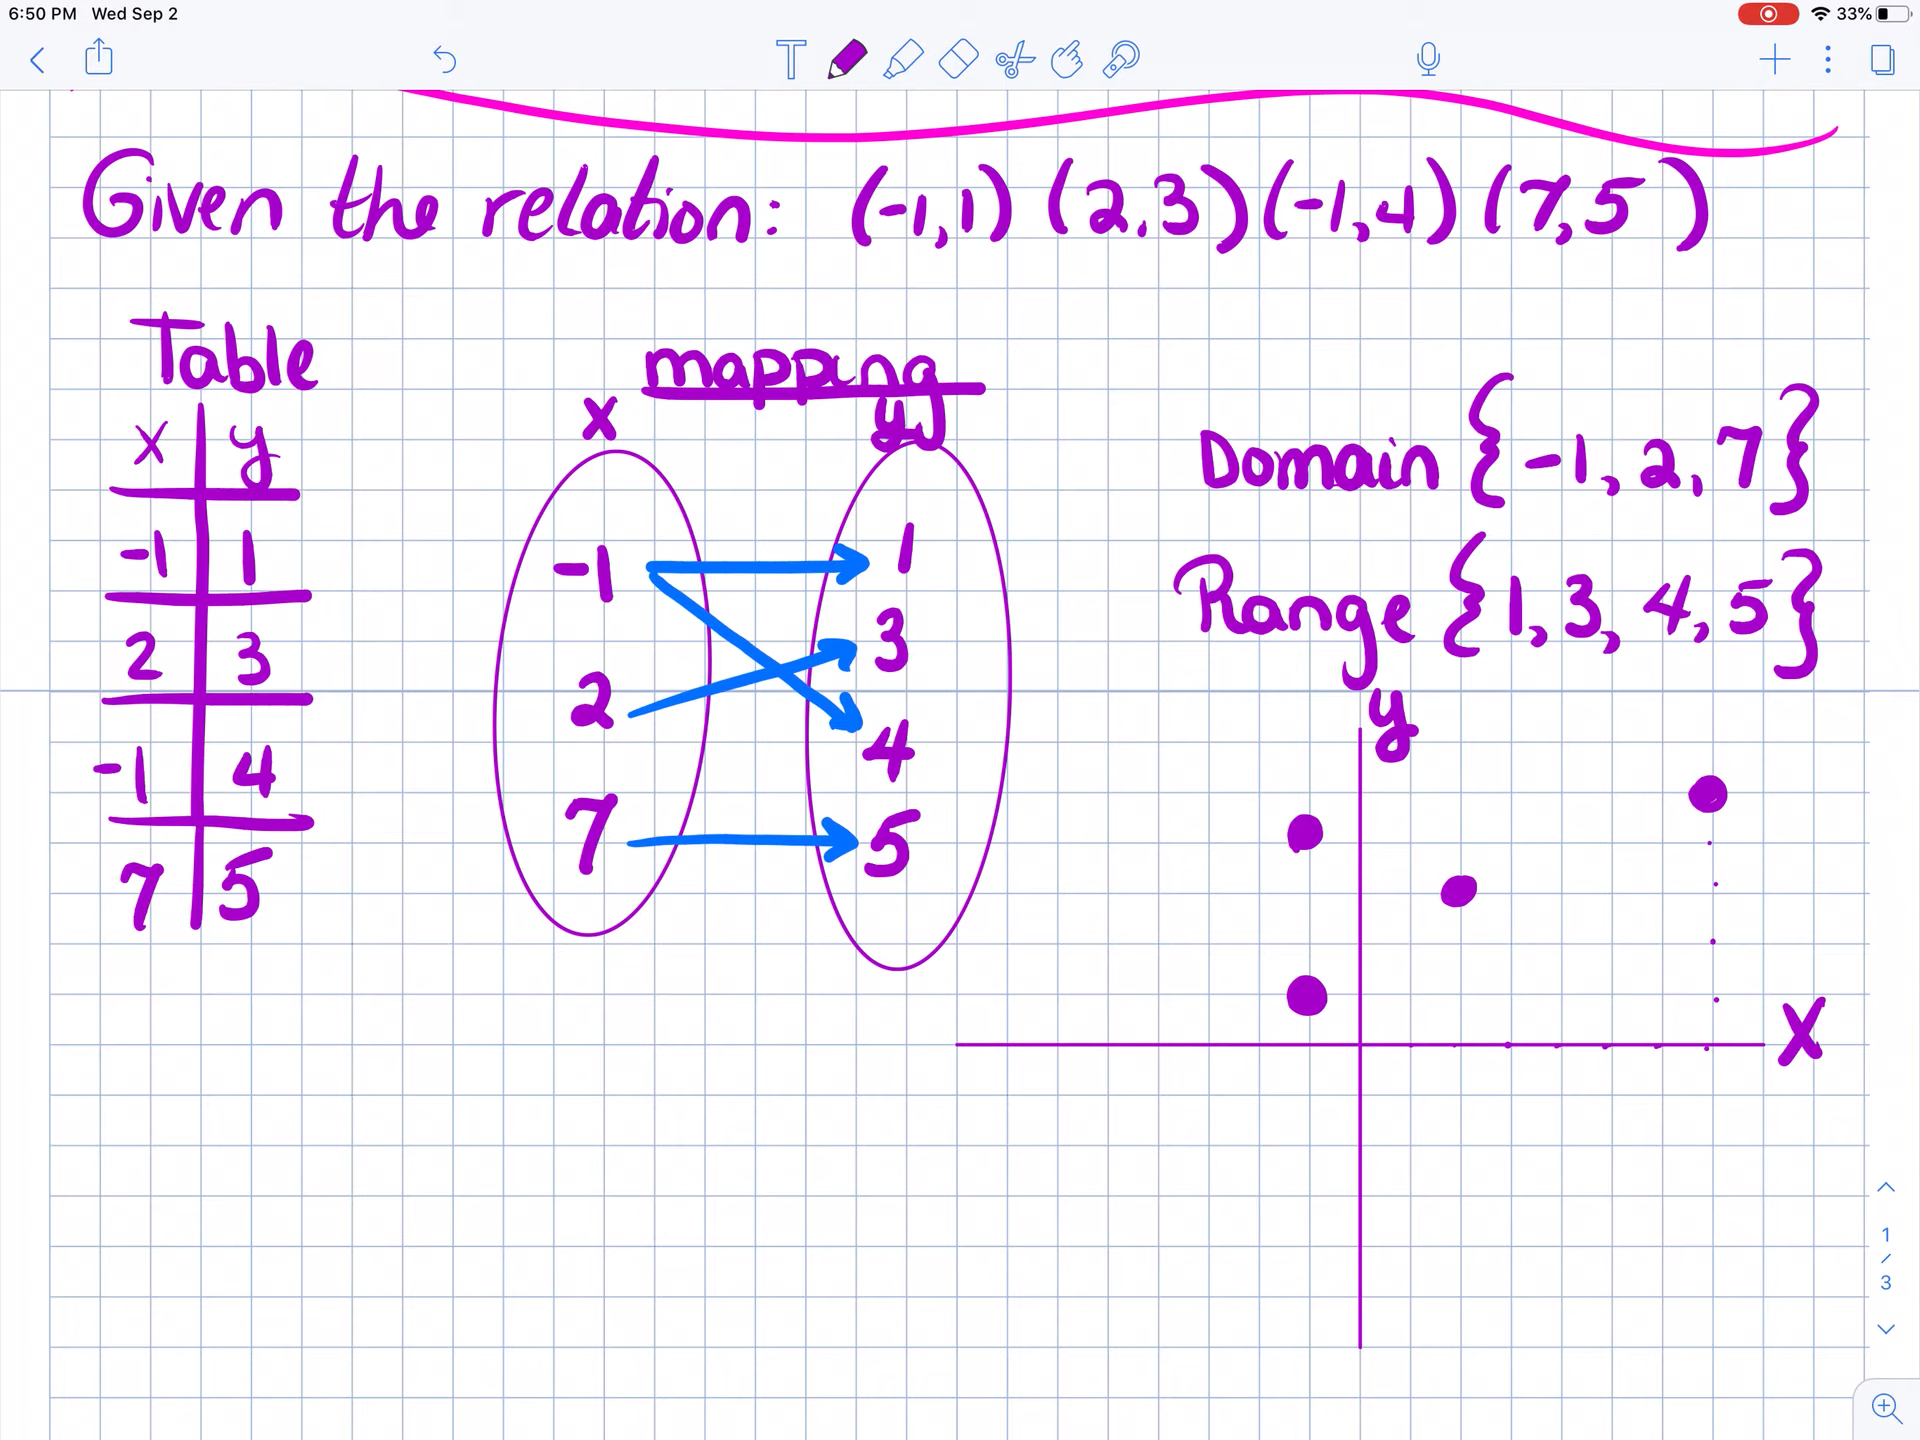 6:50 PM Wed Sep 2
33%
T
Given the relation: (-1,1) (2,3)(-1,4) (7,5)
Table
x y
-1 1
2 3
-1 4
7 5
mapping
x y
-1 1
2 3
7 4
5
Domain {-1, 2, 7}
Range {1, 3, 4, 5}
y
x
1
/
3